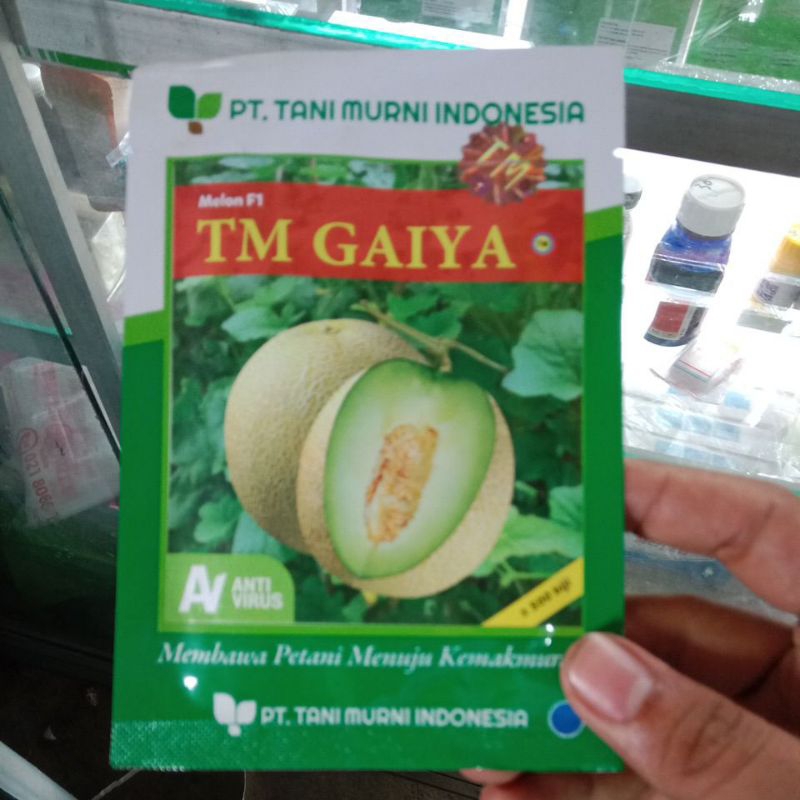 PT. TANI MURNI INDONESIA
TM
Melon F1
TM GAIYA
AV ANTI
VIRUS
Membawa Petani Menuju Kemakmur
PT. TANI MURNI INDONESIA